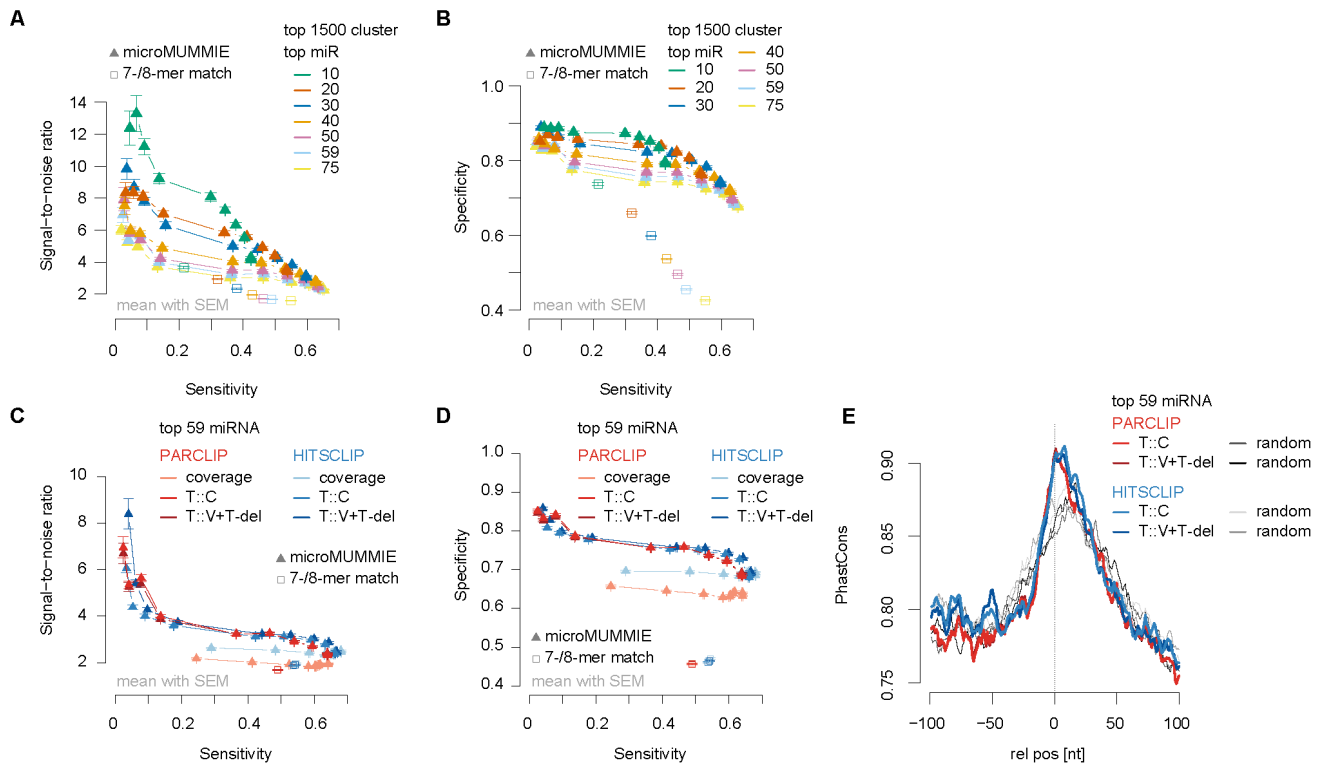 A
top 1500 cluster
microMUMMIE
7-/8-mer match
top miR
10
20
30
40
50
59
75
Signal−to−noise ratio
14
12
10
8
6
4
2
mean with SEM
0
0.2
0.4
0.6
Sensitivity
B
top 1500 cluster
microMUMMIE
7-/8-mer match
top miR
10
20
30
40
50
59
75
Specificity
1.0
0.8
0.6
0.4
mean with SEM
0
0.2
0.4
0.6
Sensitivity
C
top 59 miRNA
PARCLIP
coverage
T::C
T::V+T-del
HITSCLIP
coverage
T::C
T::V+T-del
microMUMMIE
7-/8-mer match
Signal−to−noise ratio
10
8
6
4
2
mean with SEM
0
0.2
0.4
0.6
Sensitivity
D
top 59 miRNA
PARCLIP
coverage
T::C
T::V+T-del
HITSCLIP
coverage
T::C
T::V+T-del
Specificity
1.0
0.9
0.8
0.7
0.6
0.5
0.4
microMUMMIE
7-/8-mer match
mean with SEM
0
0.2
0.4
0.6
Sensitivity
E
top 59 miRNA
PARCLIP
T::C
random
T::V+T-del
random
HITSCLIP
T::C
random
T::V+T-del
random
PhastCons
0.90
0.85
0.80
0.75
−100
−50
0
50
100
rel pos [nt]